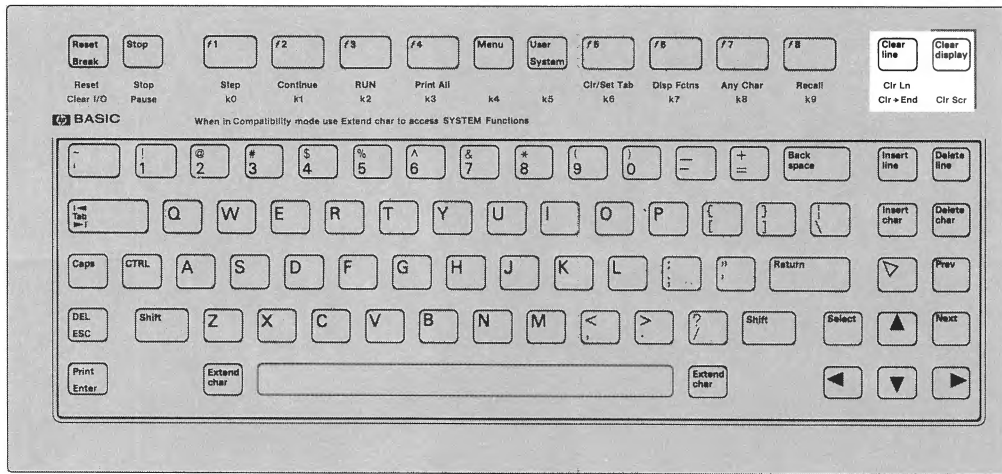 Reset Stop f1 f2 f3 f4 Menu User f5 f6 f7 f8 Clear Clear
Break System line display
Reset Stop Step Continue RUN Print All Clr/Set Tab Disp Fctns Any Char Recall Clr Ln
Clear I/O Pause k0 k1 k2 k3 k4 k5 k6 k7 k8 k9 Clr→End Clr Scr
hp BASIC When in Compatibility mode use Extend char to access SYSTEM Functions
~ ! @ # $ % ^ & * ( ) _ + Back Insert Delete
` 1 2 3 4 5 6 7 8 9 0 - = space line line
|◄ Tab ►| Q W E R T Y U I O P { [ } ] | \ Insert char Delete char
Caps CTRL A S D F G H J K L : ; " ' Return Prev
DEL ESC Shift Z X C V B N M < , > . ? / Shift Select ▲ Next
Print Enter Extend char Extend char ◄ ▼ ►